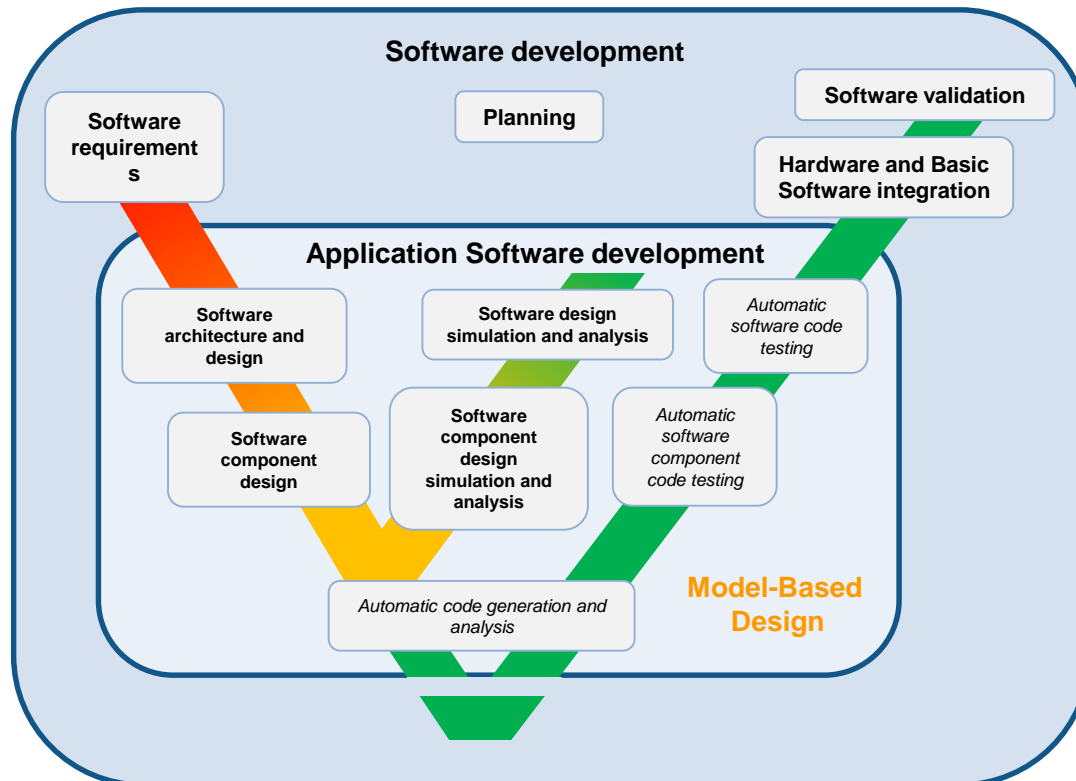 Software development
Software
requirement
s
Planning
Software validation
Hardware and Basic
Software integration
Application Software development
Software
architecture and
design
Software design
simulation and analysis
Automatic
software code
testing
Software
component
design
Software
component
design
simulation and
analysis
Automatic
software
component
code testing
Automatic code generation and
analysis
Model-Based
Design